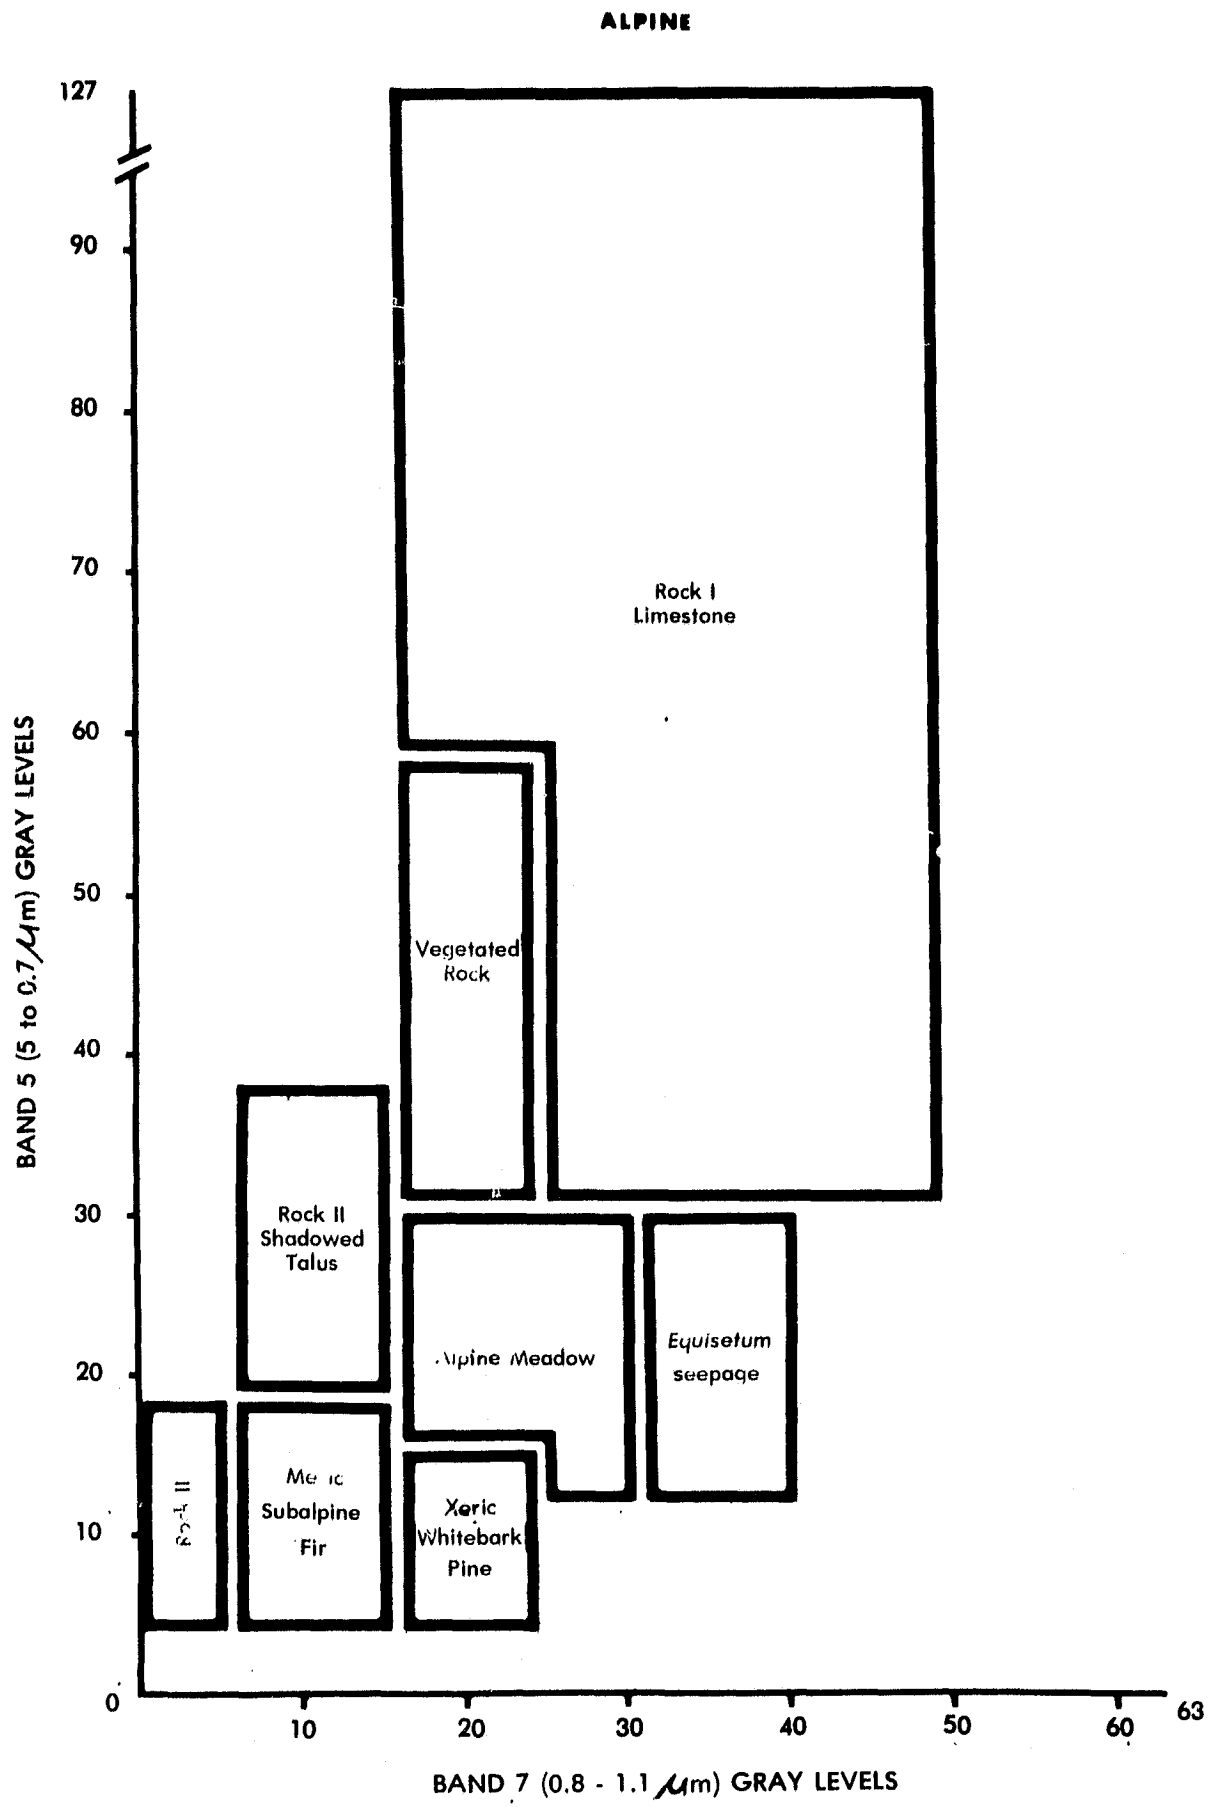 ALPINE
127
90
80
70
60
50
40
30
20
10
0
BAND 5 (5 to 0.7 μm) GRAY LEVELS
Rock I
Limestone
Vegetated
Rock
Rock II
Shadowed
Talus
Alpine Meadow
Equisetum
seepage
Rock II
Subalpine
Fir
Xeric
Whitebark
Pine
10
20
30
40
50
60
63
BAND 7 (0.8 - 1.1 μm) GRAY LEVELS